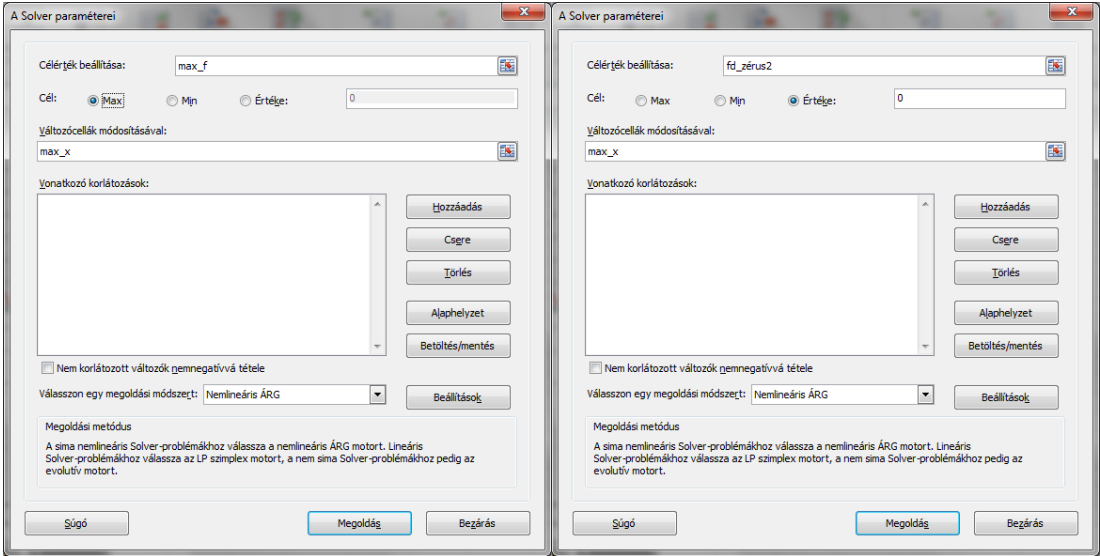 A Solver paraméterei
Célérték beállítása: max_f
Cél: Max Min Értéke: 0
Változócellák módosításával:
max_x
Vonatkozó korlátozások:
Hozzáadás
Csere
Törlés
Alaphelyzet
Betöltés/mentés
Nem korlátozott változók nemnegatívvá tétele
Válasszon egy megoldási módszert: Nemlineáris ÁRG
Beállítások
Megoldási metódus
A sima nemlineáris Solver-problémákhoz válassza a nemlineáris ÁRG motort. Lineáris
Solver-problémákhoz válassza az LP szimplex motort, a nem sima Solver-problémákhoz pedig az
evolutív motort.
Súgó Megoldás Bezárás
A Solver paraméterei
Célérték beállítása: fd_zérus2
Cél: Max Min Értéke: 0
Változócellák módosításával:
max_x
Vonatkozó korlátozások:
Hozzáadás
Csere
Törlés
Alaphelyzet
Betöltés/mentés
Nem korlátozott változók nemnegatívvá tétele
Válasszon egy megoldási módszert: Nemlineáris ÁRG
Beállítások
Megoldási metódus
A sima nemlineáris Solver-problémákhoz válassza a nemlineáris ÁRG motort. Lineáris
Solver-problémákhoz válassza az LP szimplex motort, a nem sima Solver-problémákhoz pedig az
evolutív motort.
Súgó Megoldás Bezárás